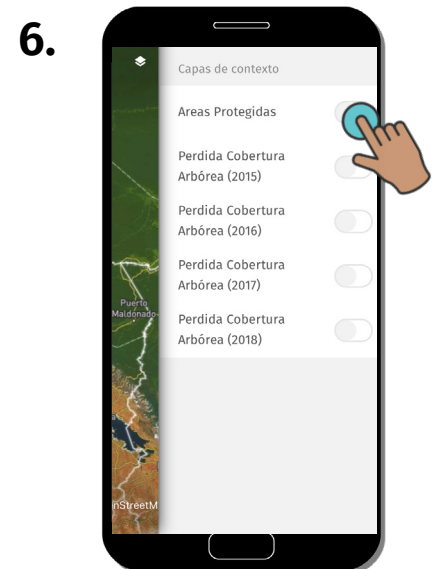 6.
Capas de contexto
Areas Protegidas
Perdida Cobertura
Arbórea (2015)
Perdida Cobertura
Arbórea (2016)
Perdida Cobertura
Arbórea (2017)
Perdida Cobertura
Arbórea (2018)
Puerto
Maldonado
nStreetM